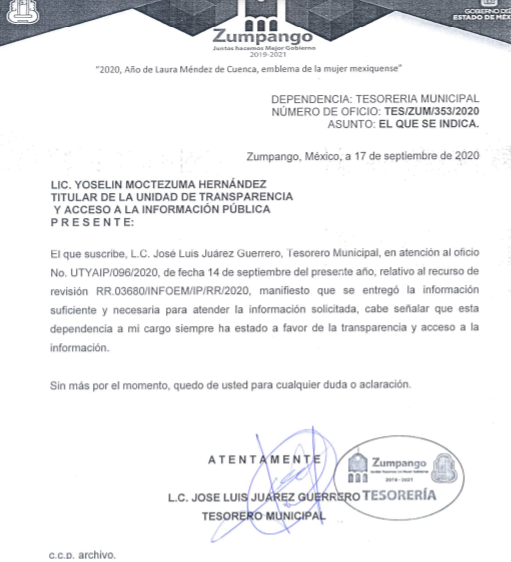 GOBIERNO DEL
ESTADO DE MÉX
Zumpango
Juntos hacemos Mejor Gobierno
2019-2021
"2020, Año de Laura Méndez de Cuenca, emblema de la mujer mexiquense"
DEPENDENCIA: TESORERIA MUNICIPAL
NÚMERO DE OFICIO: TES/ZUM/353/2020
ASUNTO: EL QUE SE INDICA.
Zumpango, México, a 17 de septiembre de 2020
LIC. YOSELIN MOCTEZUMA HERNÁNDEZ
TITULAR DE LA UNIDAD DE TRANSPARENCIA
Y ACCESO A LA INFORMACIÓN PÚBLICA
P R E S E N T E:
El que suscribe, L.C. José Luis Juárez Guerrero, Tesorero Municipal, en atención al oficio
No. UTYAIP/096/2020, de fecha 14 de septiembre del presente año, relativo al recurso de
revisión RR.03680/INFOEM/IP/RR/2020, manifiesto que se entregó la información
suficiente y necesaria para atender la información solicitada, cabe señalar que esta
dependencia a mi cargo siempre ha estado a favor de la transparencia y acceso a la
información.
Sin más por el momento, quedo de usted para cualquier duda o aclaración.
A T E N T A M E N T E
L.C. JOSE LUIS JUÁREZ GUERRERO
TESORERO MUNICIPAL
Zumpango
Juntos hacemos Mejor Gobierno
2019 - 2021
TESORERÍA
c.c.p. archivo.